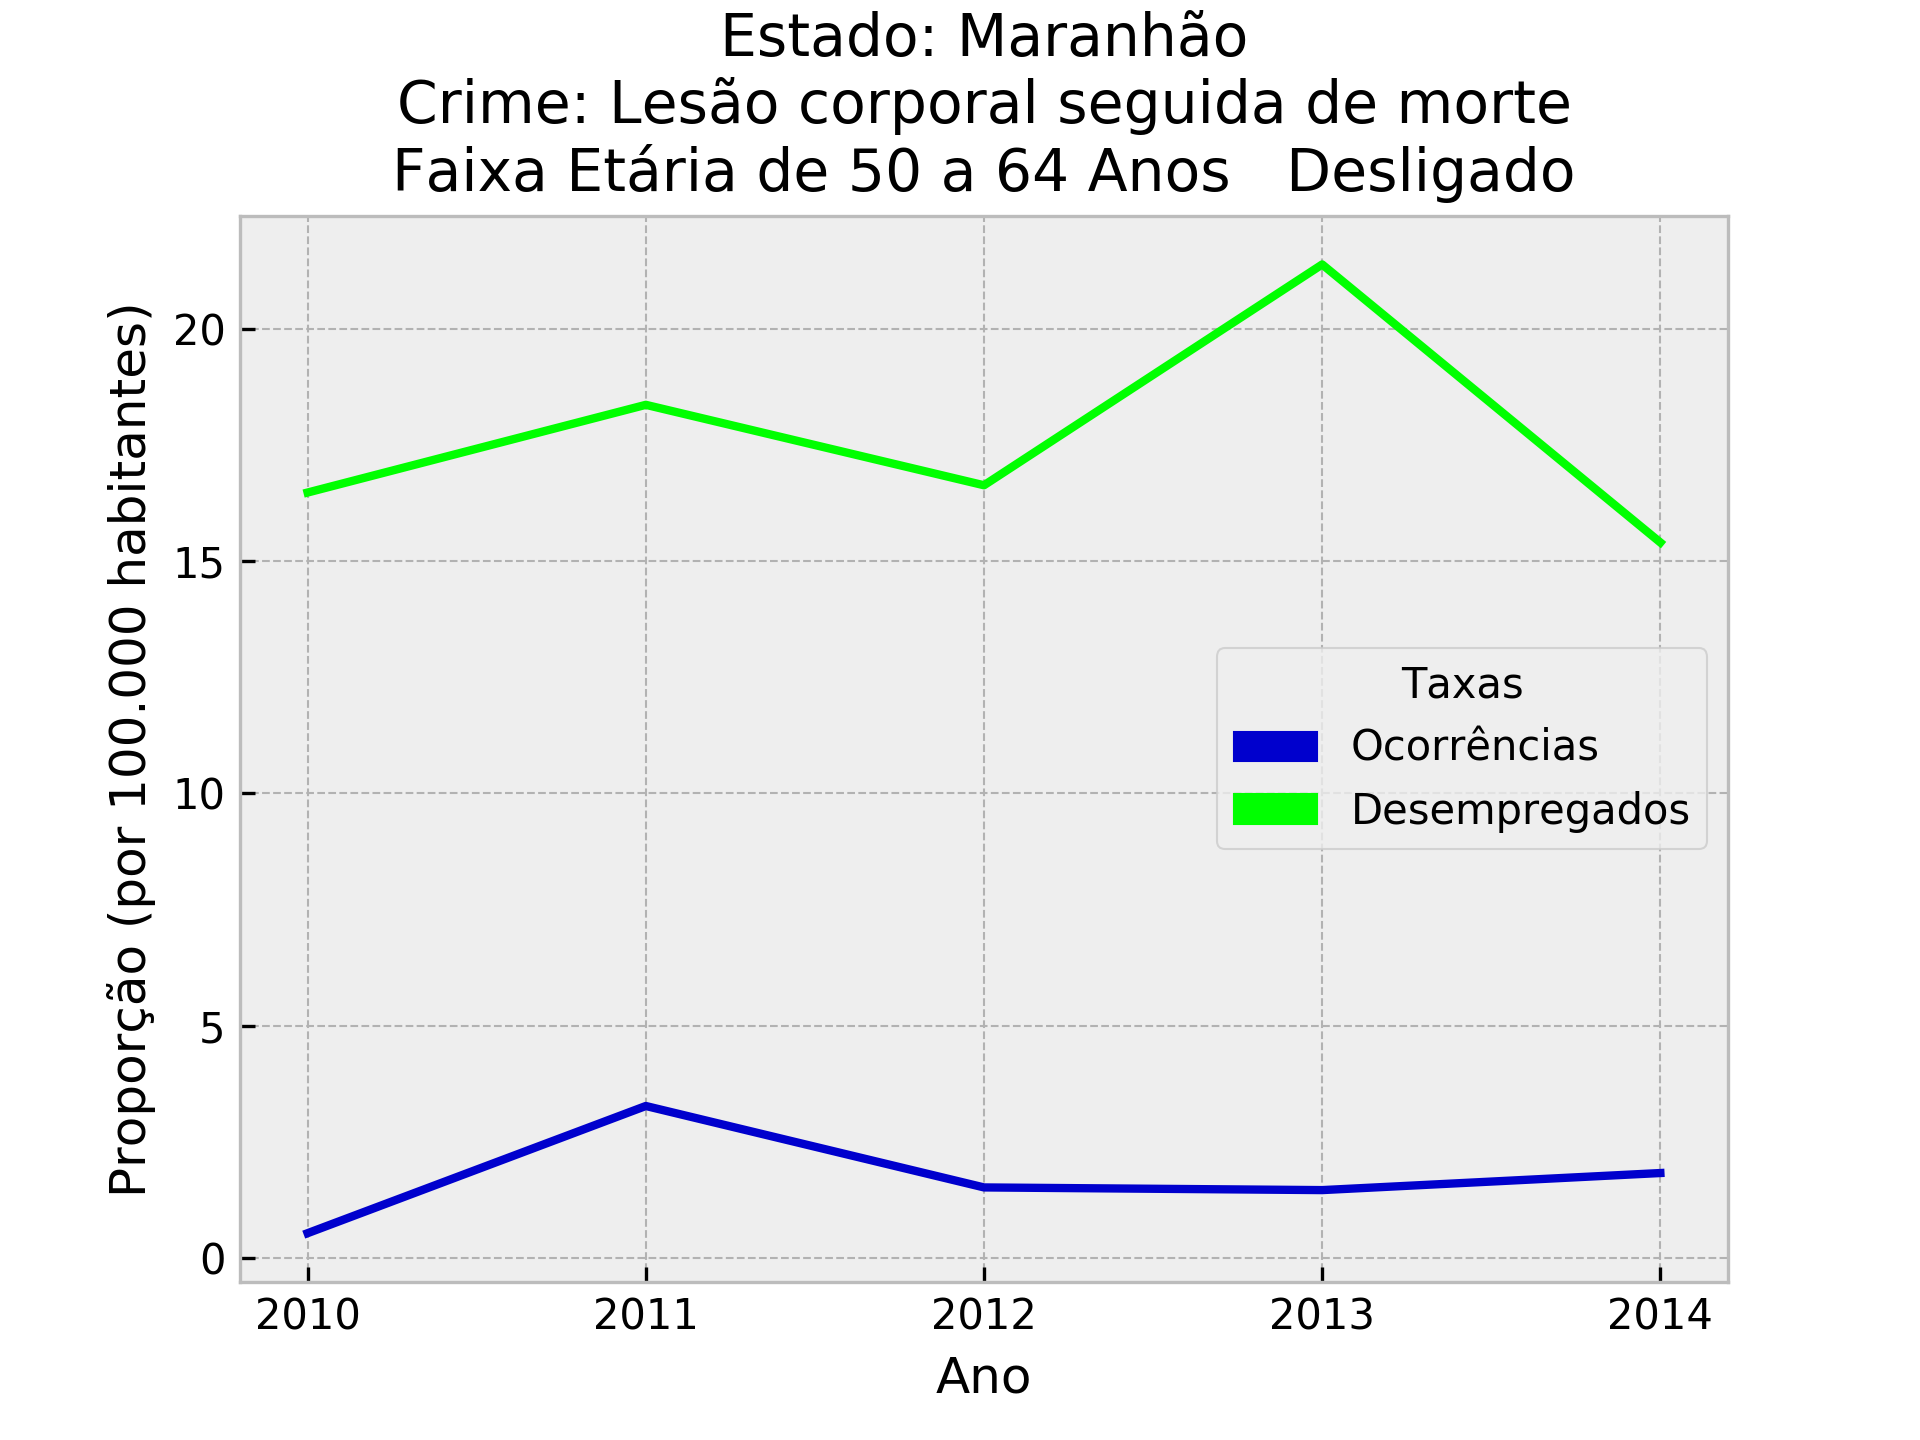 Estado: Maranhão
Crime: Lesão corporal seguida de morte
Faixa Etária de 50 a 64 Anos   Desligado
Proporção (por 100.000 habitantes)
20
15
10
5
0
Taxas
Ocorrências
Desempregados
2010 2011 2012 2013 2014
Ano